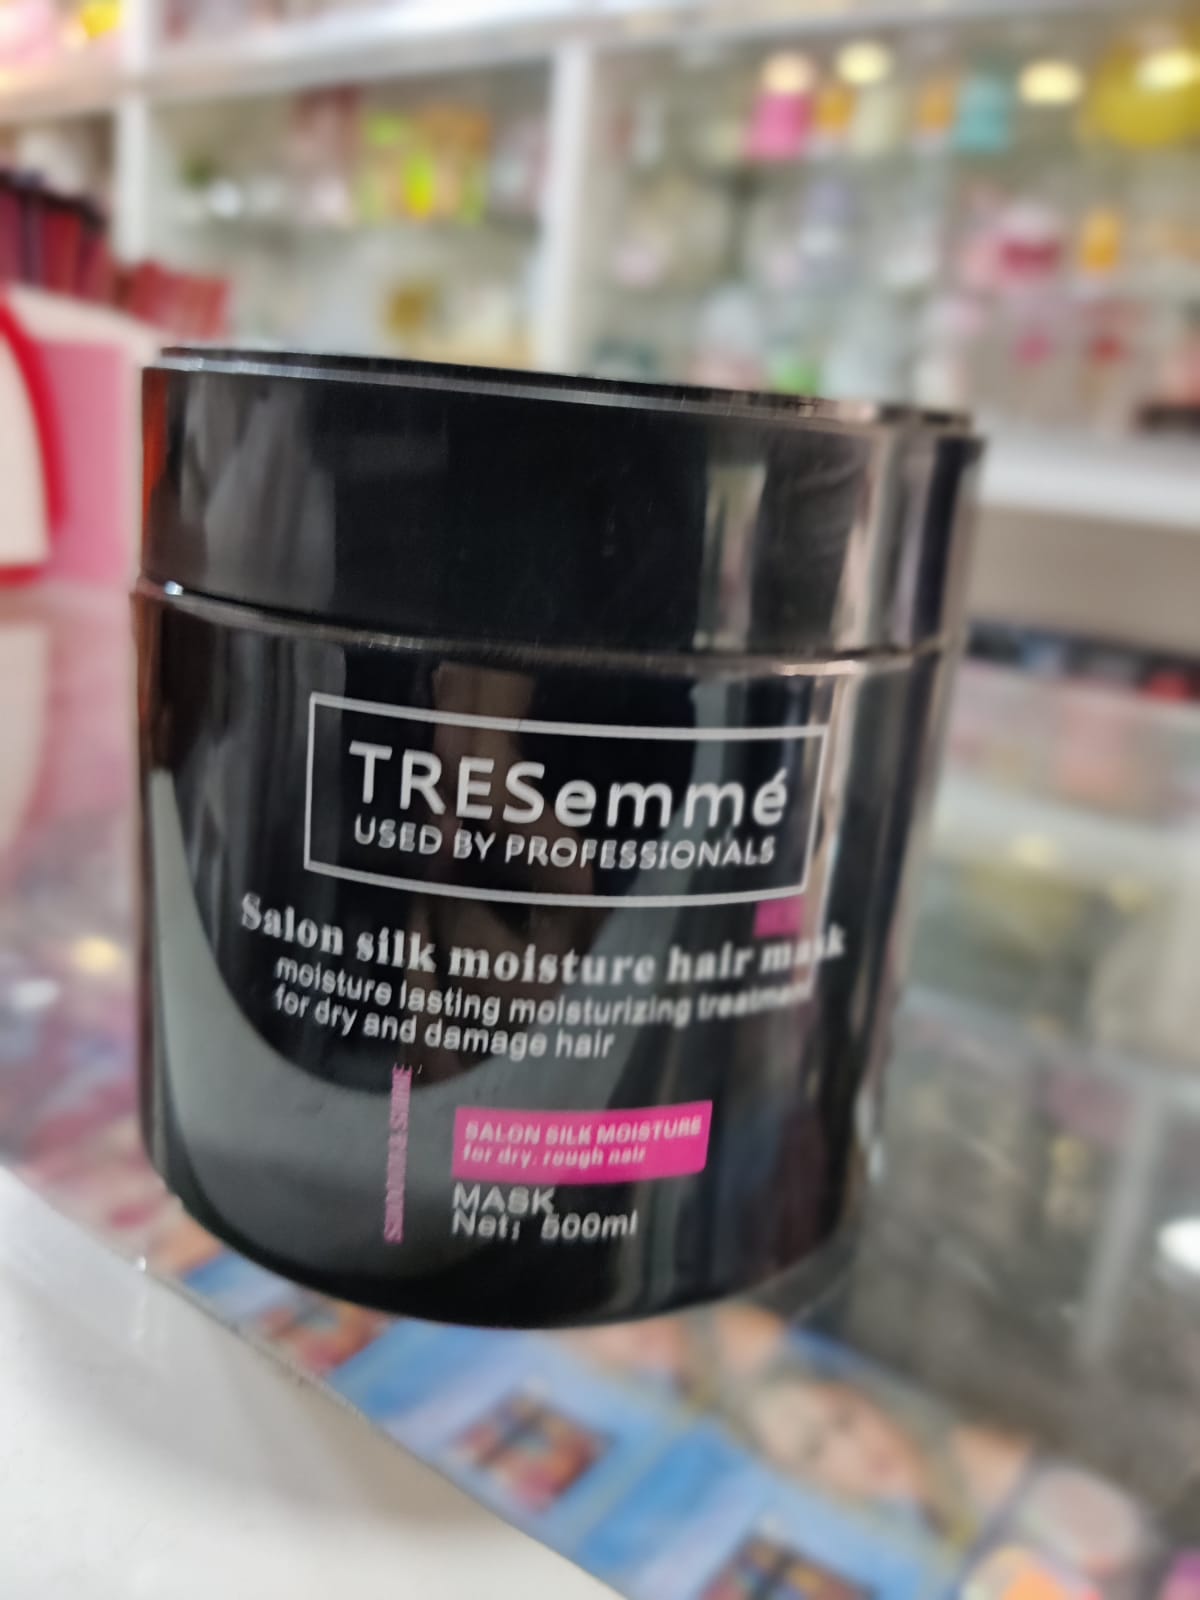 TRESemmé
USED BY PROFESSIONALS
Salon silk moisture hair mask
moisture lasting moisturizing treatment
for dry and damage hair
SALON SILK MOISTURE
for dry, rough hair
MASK
Net: 500ml